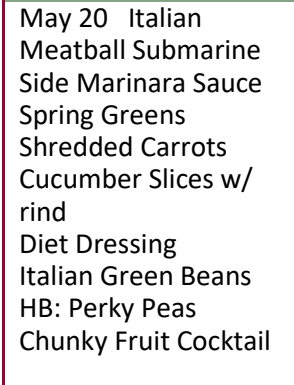 May 20   Italian
Meatball Submarine
Side Marinara Sauce
Spring Greens
Shredded Carrots
Cucumber Slices w/
rind
Diet Dressing
Italian Green Beans
HB: Perky Peas
Chunky Fruit Cocktail